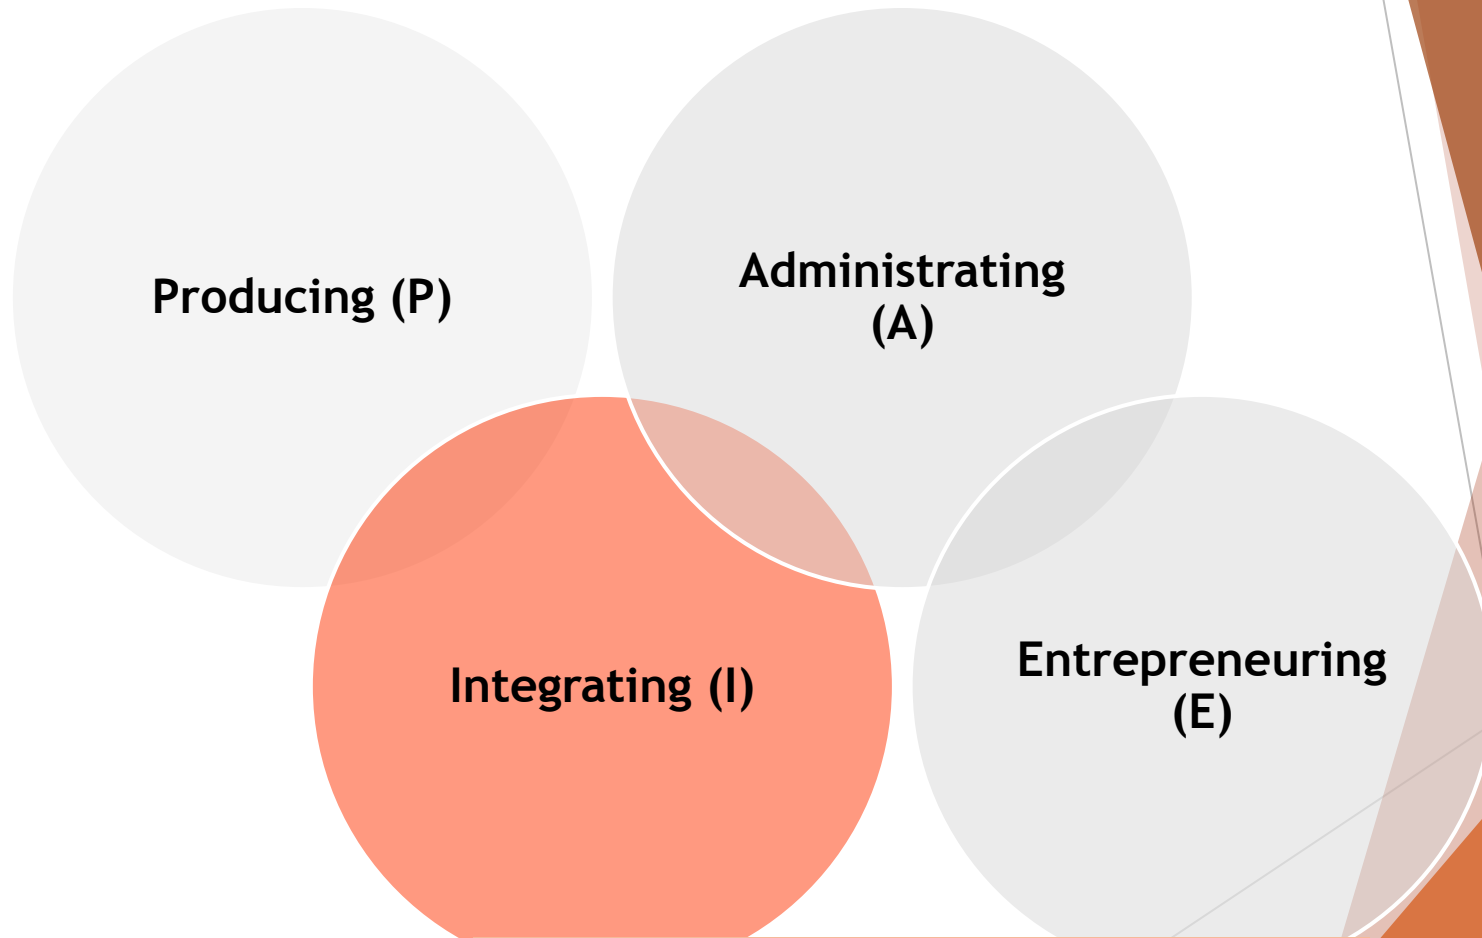 Producing (P)
Administrating
(A)
Integrating (I)
Entrepreneuring
(E)